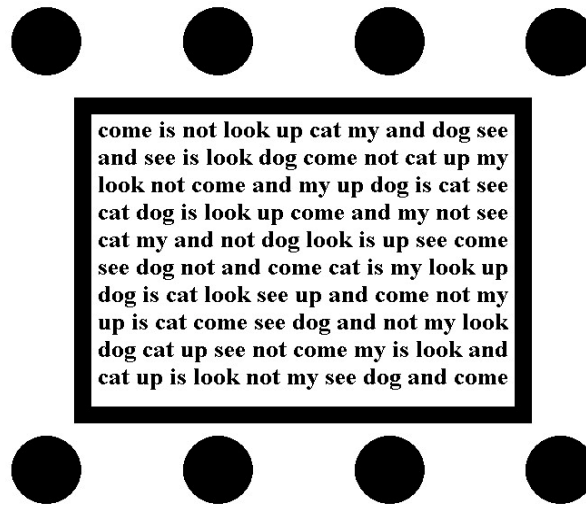 come is not look up cat my and dog see
and see is look dog come not cat up my
look not come and my up dog is cat see
cat dog is look up come and my not see
cat my and not dog look is up see come
see dog not and come cat is my look up
dog is cat look see up and come not my
up is cat come see dog and not my look
dog cat up see not come my is look and
cat up is look not my see dog and come